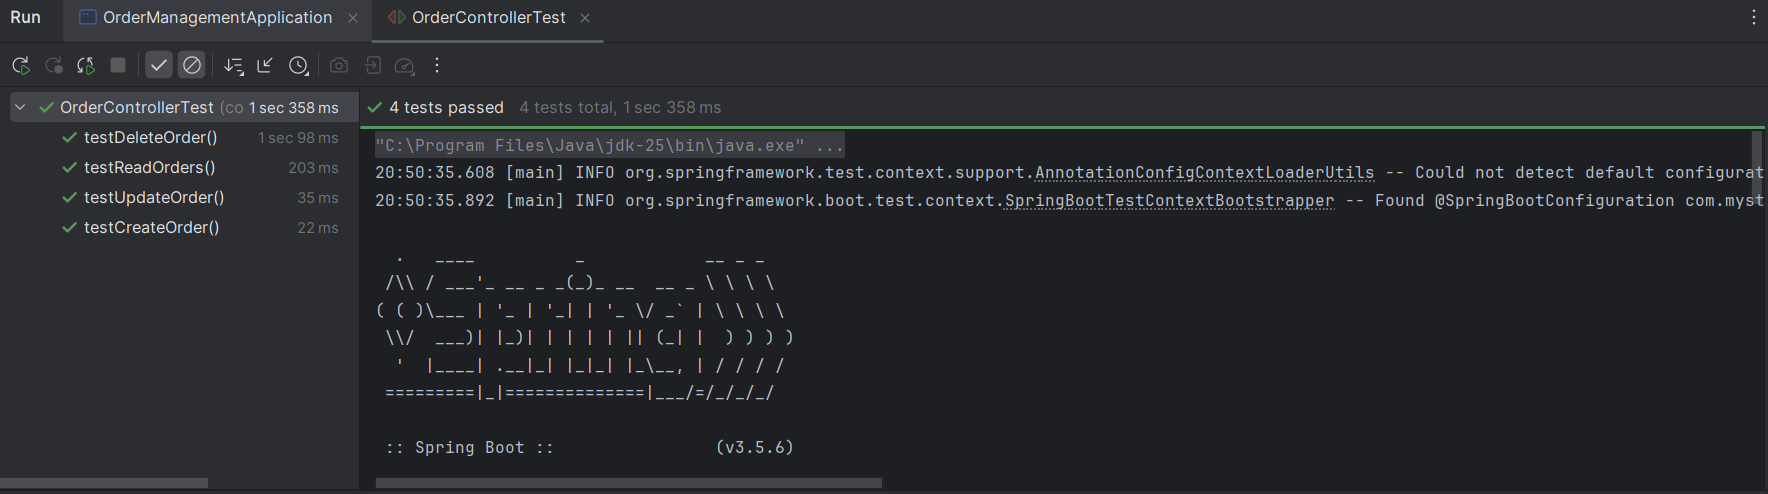 Run OrderManagementApplication OrderControllerTest
OrderControllerTest (co 1 sec 358 ms
testDeleteOrder() 1 sec 98 ms
testReadOrders() 203 ms
testUpdateOrder() 35 ms
testCreateOrder() 22 ms
4 tests passed 4 tests total, 1 sec 358 ms
"C:\Program Files\Java\jdk-25\bin\java.exe" ...
20:50:35.608 [main] INFO org.springframework.test.context.support.AnnotationConfigContextLoaderUtils -- Could not detect default configurat
20:50:35.892 [main] INFO org.springframework.boot.test.context.SpringBootTestContextBootstrapper -- Found @SpringBootConfiguration com.myst
  .   ____          _            __ _ _
 /\\ / ___'_ __ _ _(_)_ __  __ _ \ \ \ \
( ( )\___ | '_ | '_| | '_ \/ _` | \ \ \ \
 \\/  ___)| |_)| | | | | || (_| |  ) ) ) )
  '  |____| .__|_| |_|_| |_\__, | / / / /
 =========|_|==============|___/=/_/_/_/
:: Spring Boot :: (v3.5.6)